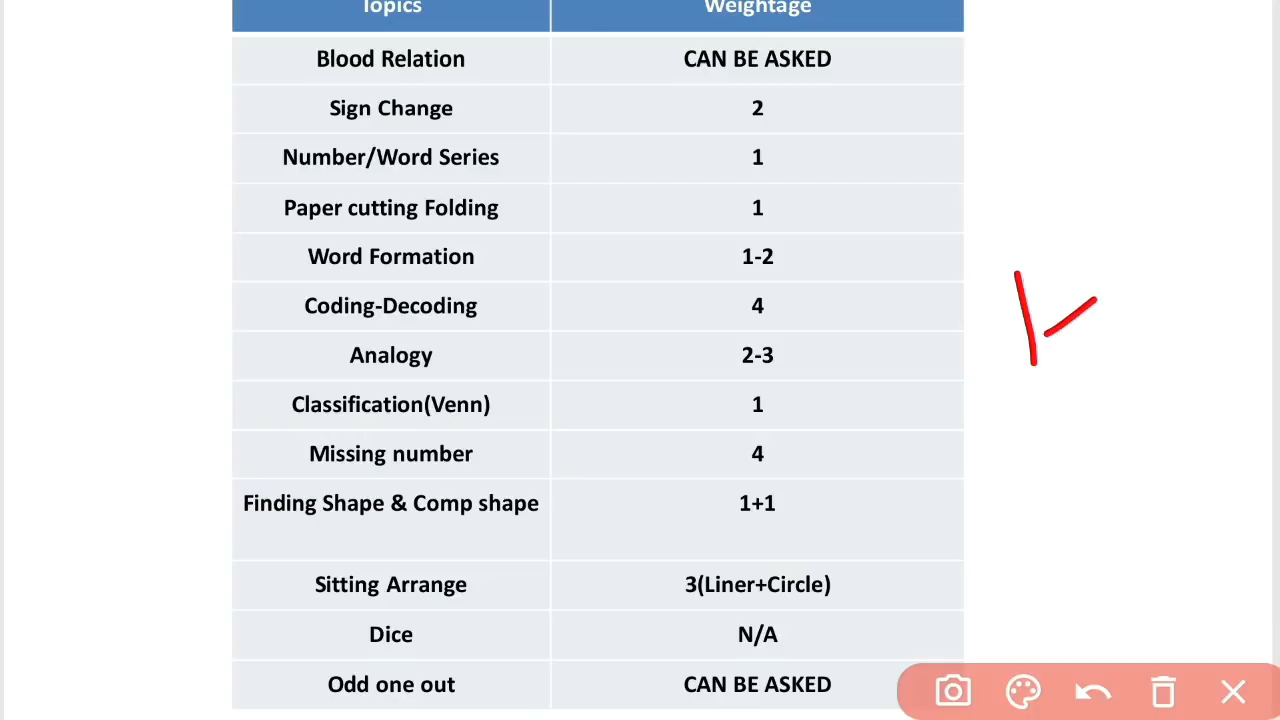 Topics Weightage
Blood Relation CAN BE ASKED
Sign Change 2
Number/Word Series 1
Paper cutting Folding 1
Word Formation 1-2
Coding-Decoding 4
Analogy 2-3
Classification(Venn) 1
Missing number 4
Finding Shape & Comp shape 1+1
Sitting Arrange 3(Liner+Circle)
Dice N/A
Odd one out CAN BE ASKED